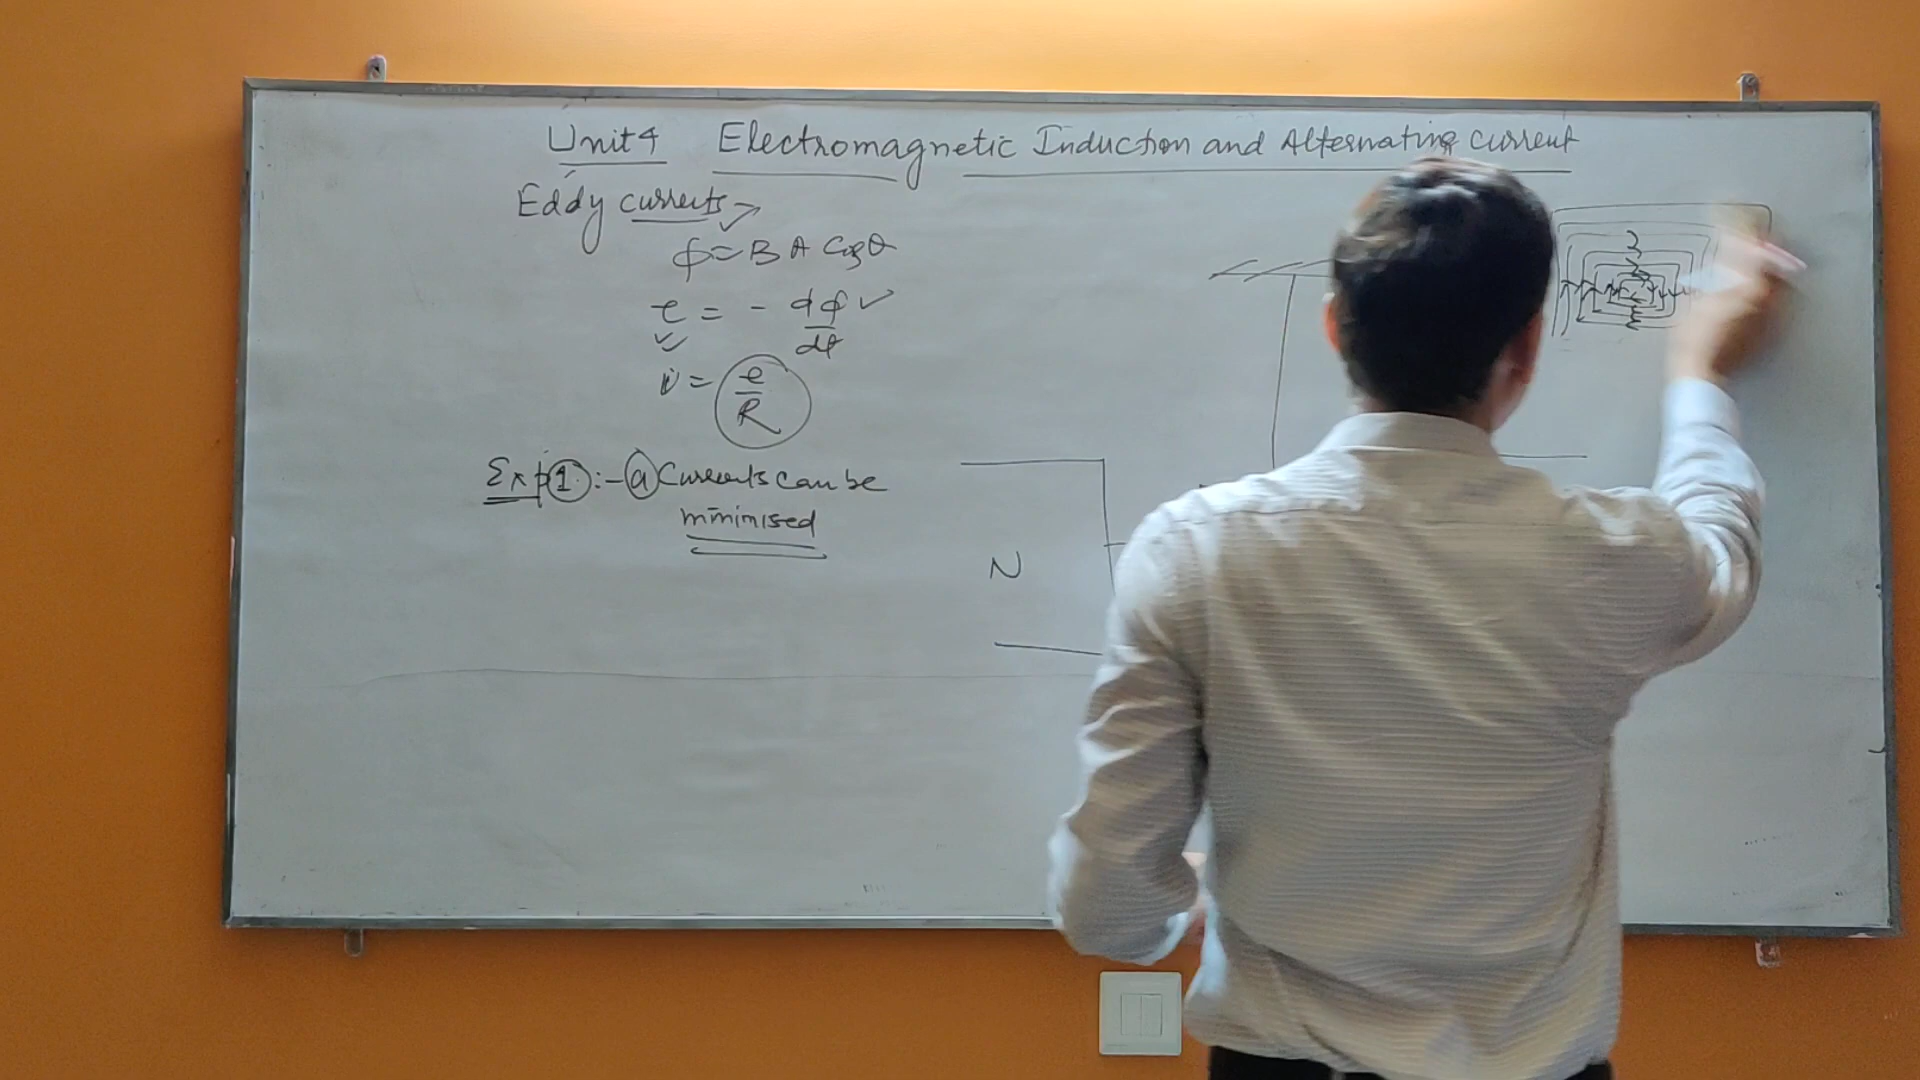 Unit 4 Electromagnetic Induction and Alternating current
Eddy currents →
ϕ = B A Cosθ
e = - dϕ/dt
i = e/R
Exp 1 :- a Currents can be
minimised
N